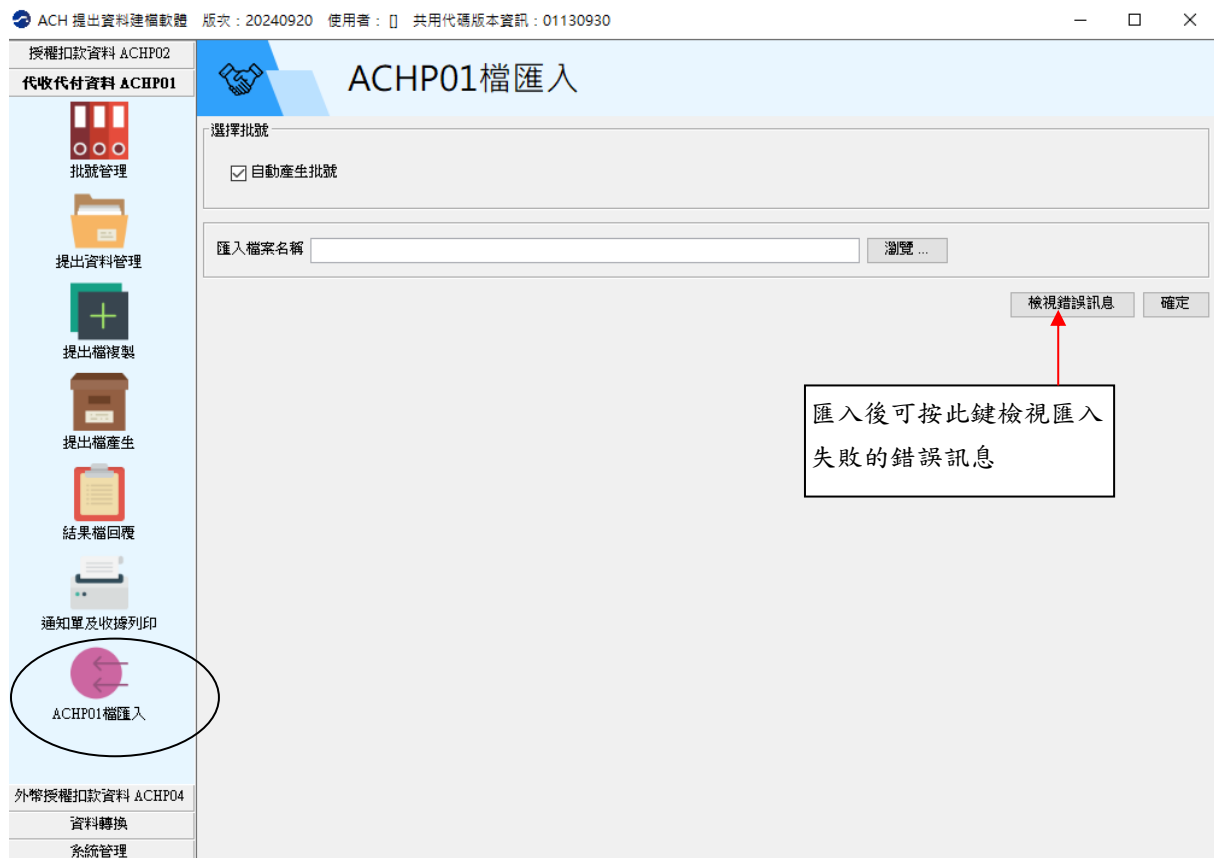 ACH 提出資料建檔軟體 版次：20240920 使用者： [] 共用代碼版本資訊：01130930
授權扣款資料 ACHP02
代收代付資料 ACHP01
批號管理
提出資料管理
提出檔複製
提出檔產生
結果檔回覆
通知單及收據列印
ACHP01檔匯入
外幣授權扣款資料 ACHP04
資料轉換
系統管理
ACHP01檔匯入
選擇批號
自動產生批號
匯入檔案名稱
瀏覽 ...
檢視錯誤訊息
確定
匯入後可按此鍵檢視匯入
失敗的錯誤訊息